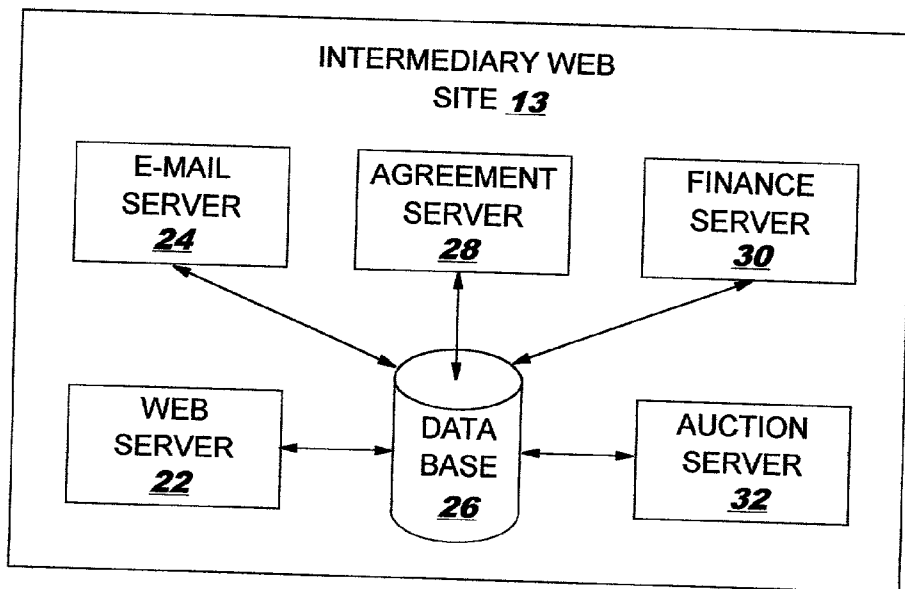 INTERMEDIARY WEB
SITE 13
E-MAIL
SERVER
24
AGREEMENT
SERVER
28
FINANCE
SERVER
30
WEB
SERVER
22
DATA
BASE
26
AUCTION
SERVER
32